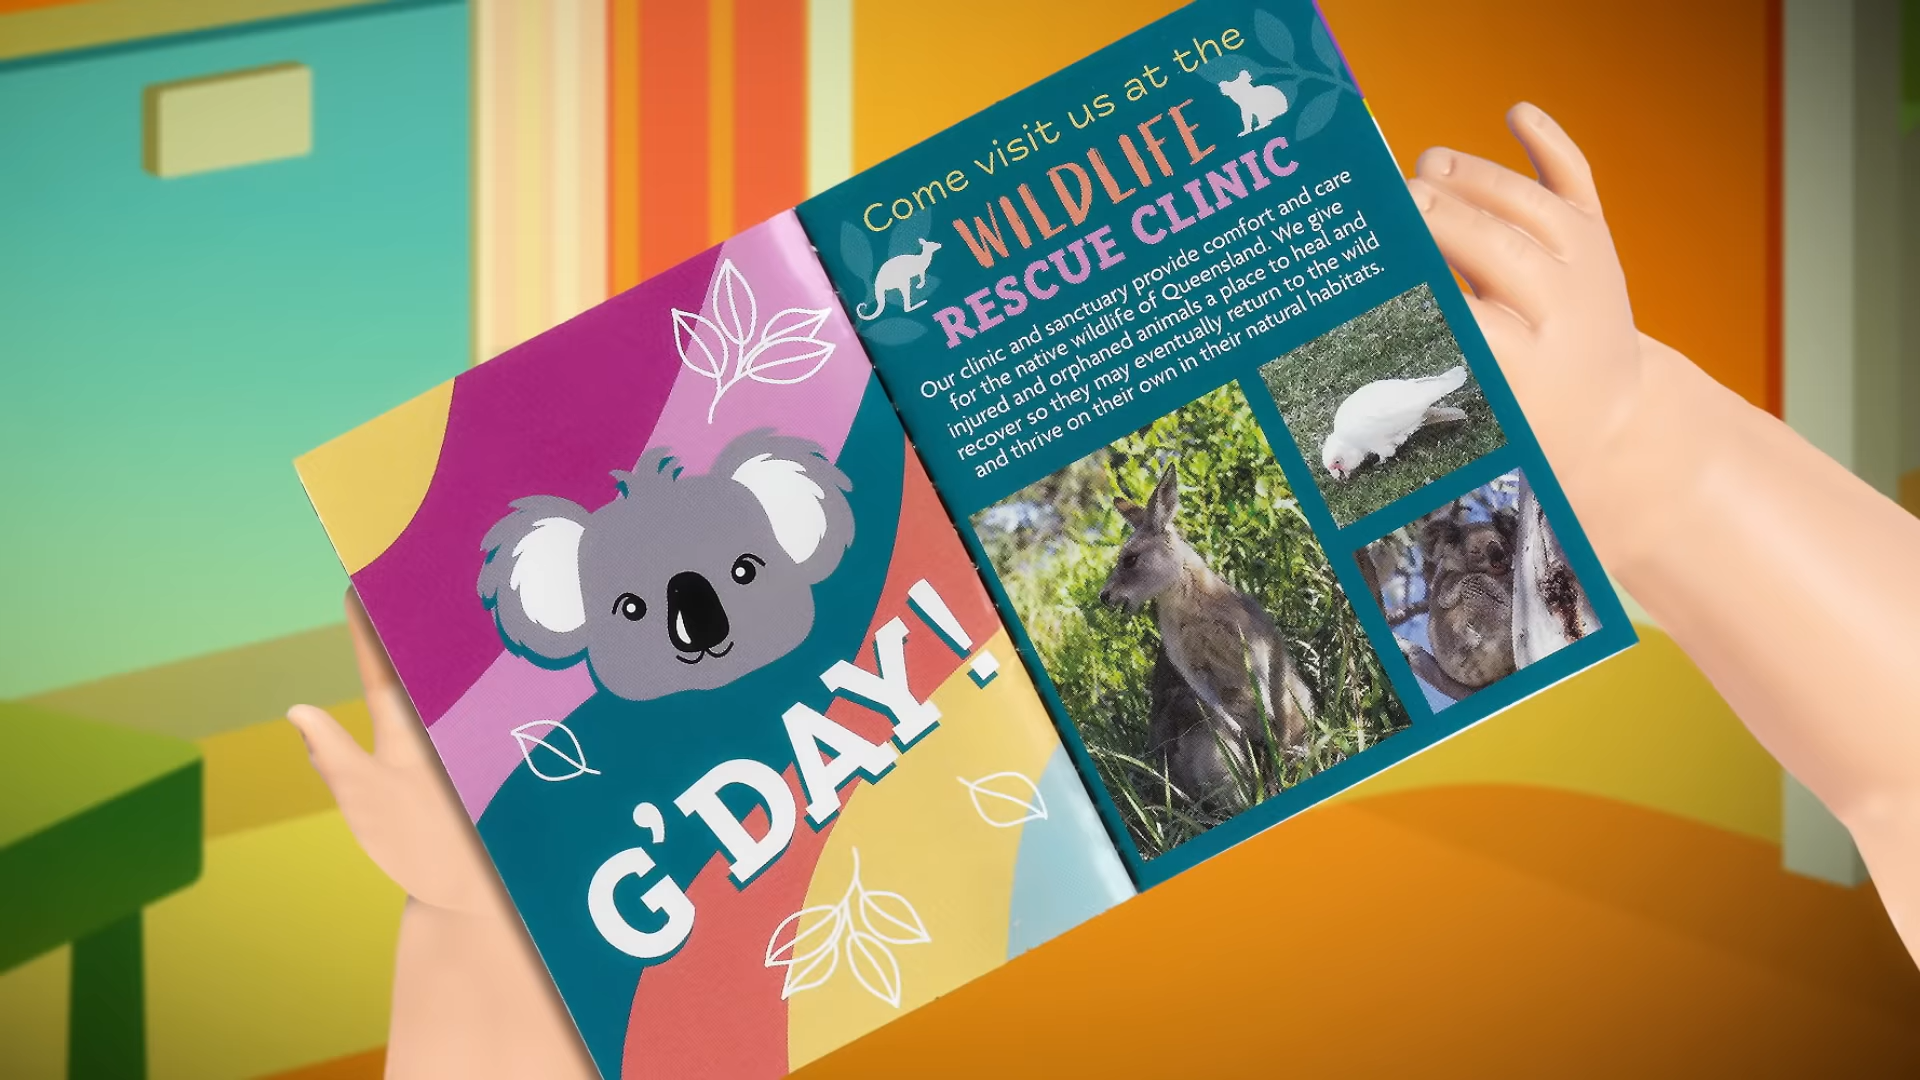 G'DAY!
Come visit us at the
WILDLIFE
RESCUE CLINIC
Our clinic and sanctuary provide comfort and care
for the native wildlife of Queensland. We give
injured and orphaned animals a place to heal and
recover so they may eventually return to the wild
and thrive on their own in their natural habitats.